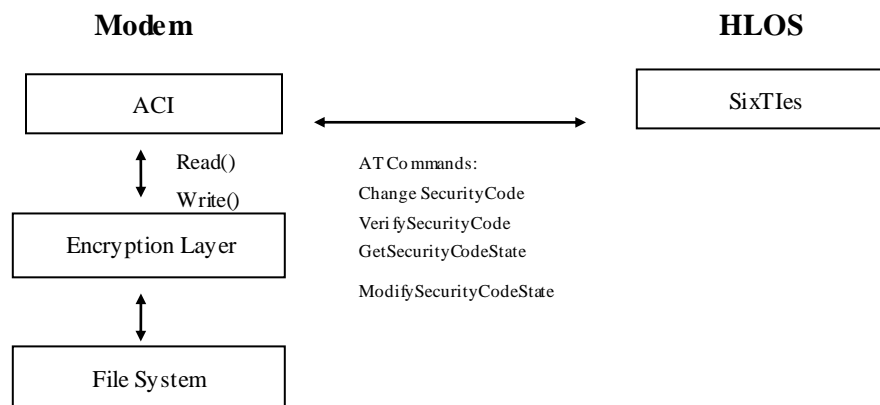 Modem
HLOS
ACI
SixTIes
Read()
Write()
AT Commands:
Change SecurityCode
VerifySecurityCode
GetSecurityCodeState
ModifySecurityCodeState
Encryption Layer
File System